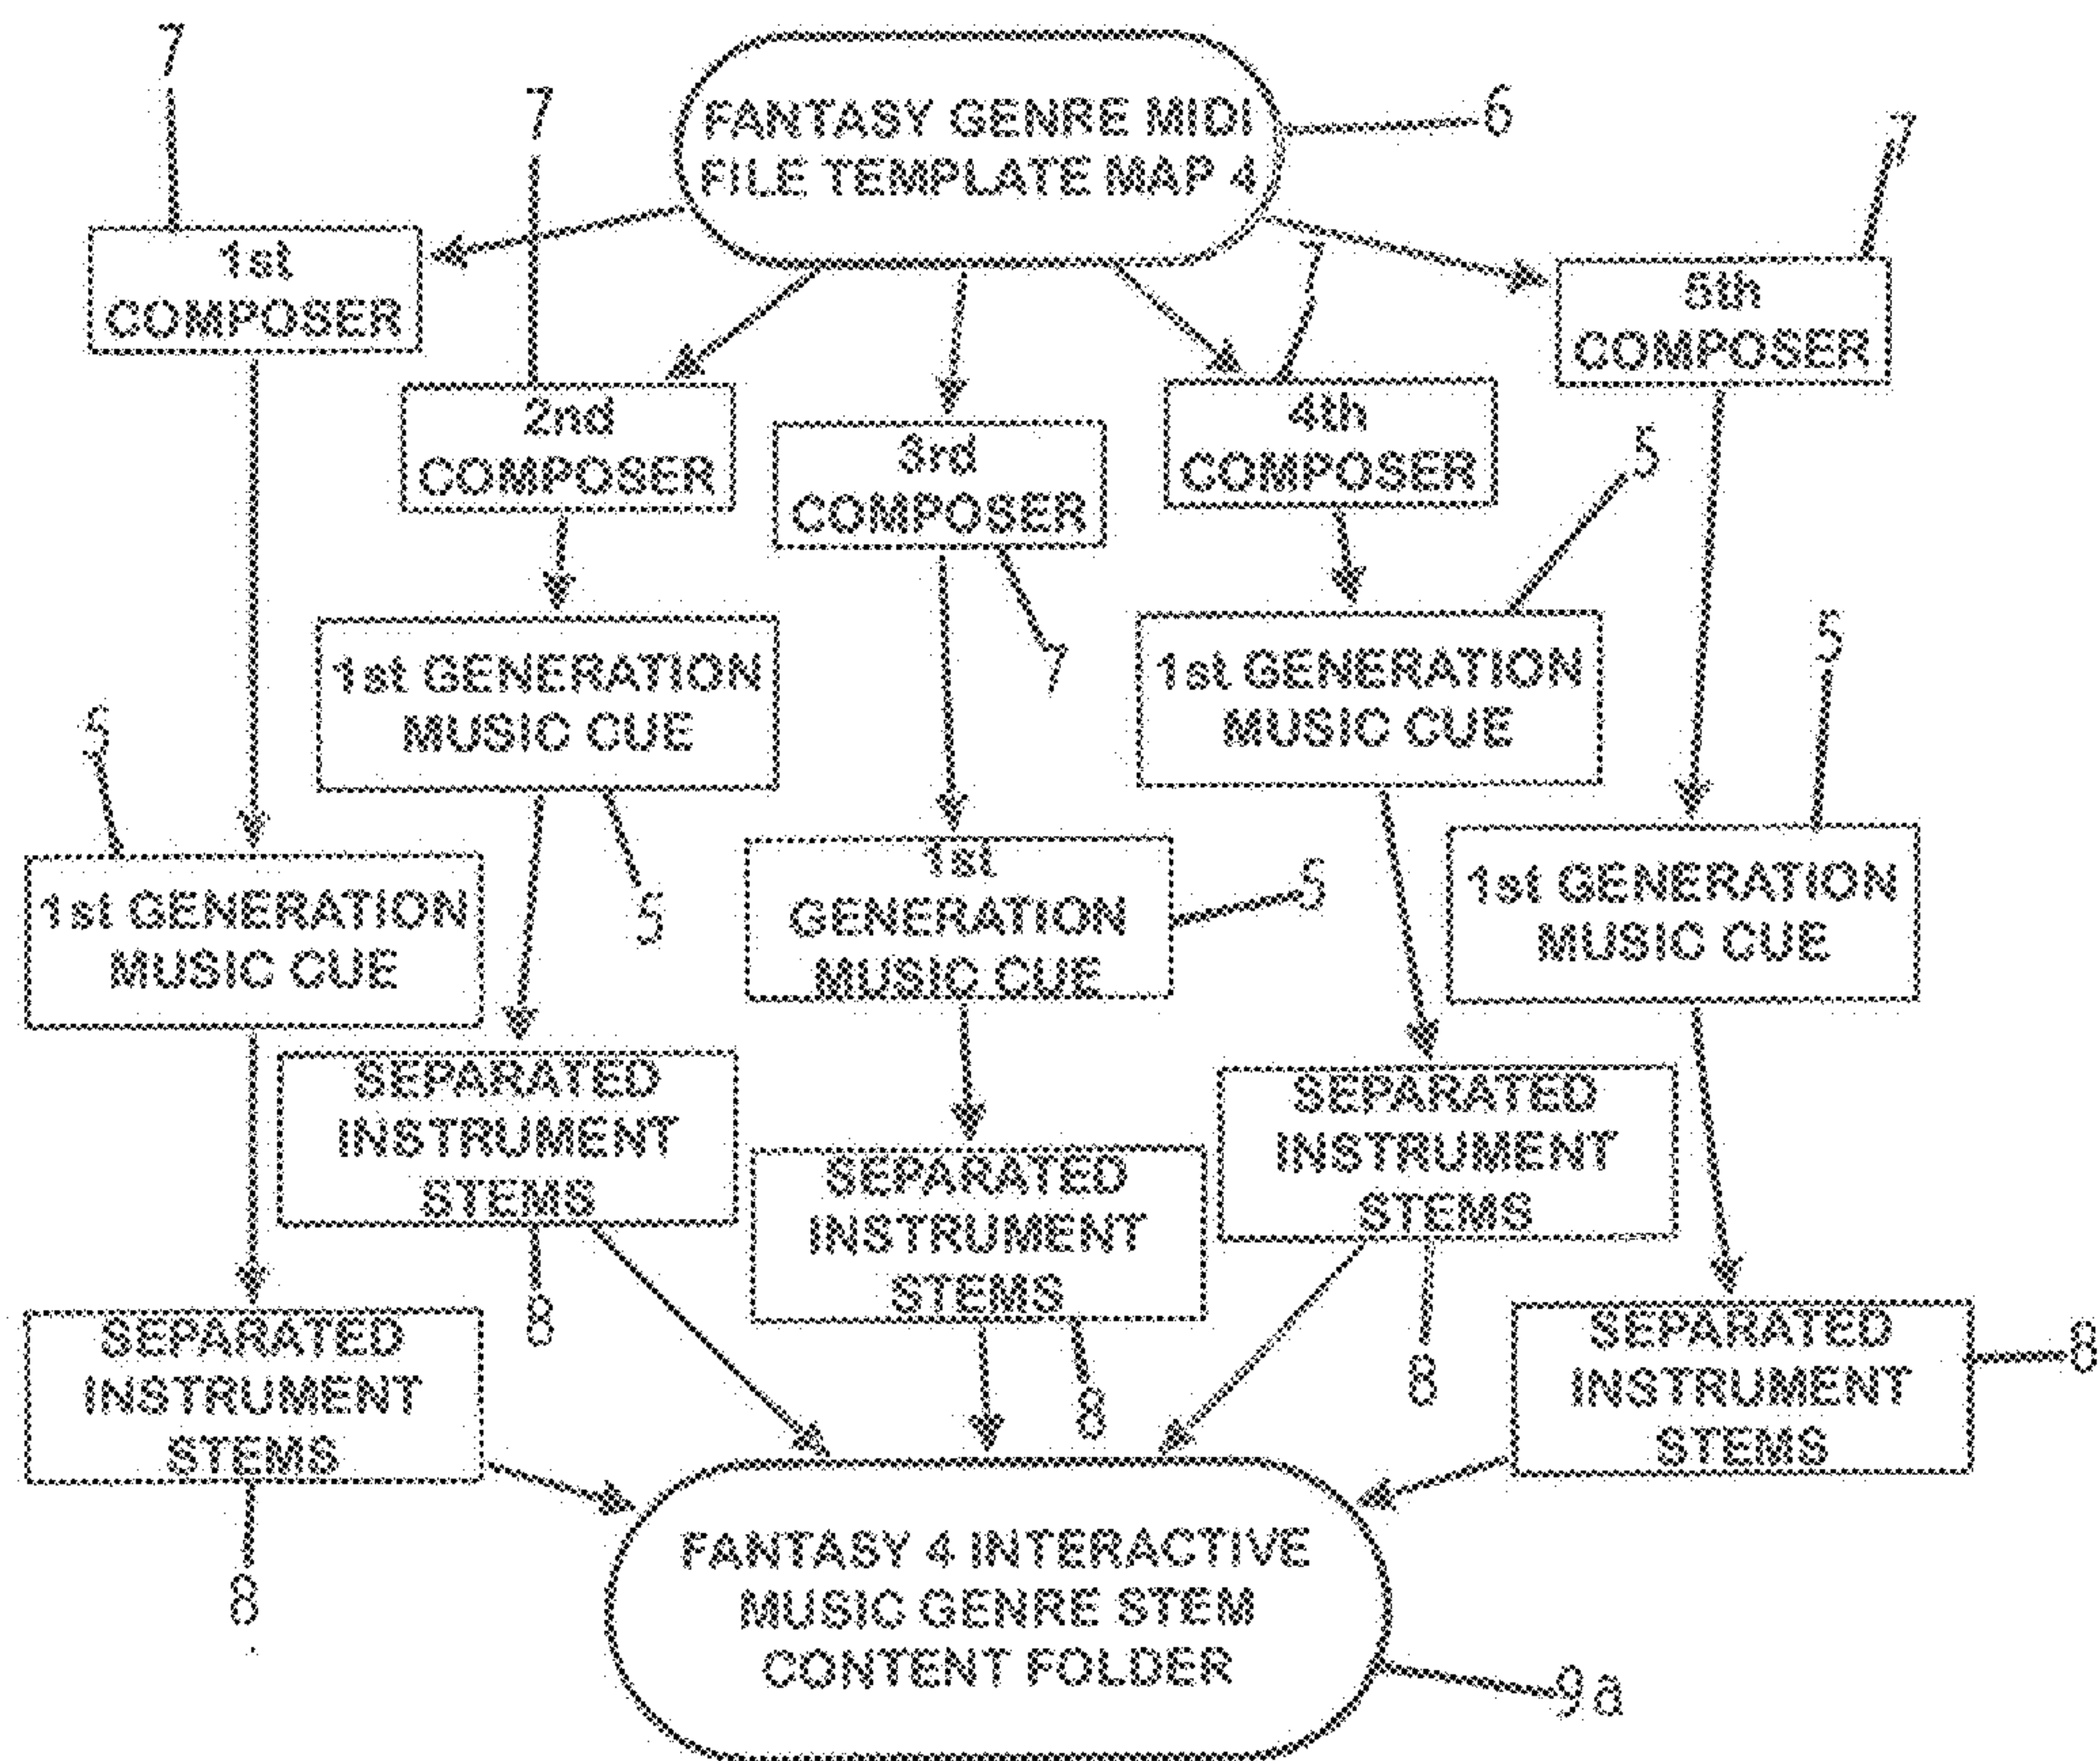 7
7
FANTASY GENRE MIDI
FILE TEMPLATE MAP 4
6
7
1st
COMPOSER
7
5th
COMPOSER
2nd
COMPOSER
3rd
COMPOSER
4th
COMPOSER
5
1st GENERATION
MUSIC CUE
7
1st GENERATION
MUSIC CUE
5
5
1st GENERATION
MUSIC CUE
5
1st
GENERATION
MUSIC CUE
5
1st GENERATION
MUSIC CUE
SEPARATED
INSTRUMENT
STEMS
SEPARATED
INSTRUMENT
STEMS
SEPARATED
INSTRUMENT
STEMS
8
8
8
SEPARATED
INSTRUMENT
STEMS
SEPARATED
INSTRUMENT
STEMS
8
8
FANTASY 4 INTERACTIVE
MUSIC GENRE STEM
CONTENT FOLDER
9a